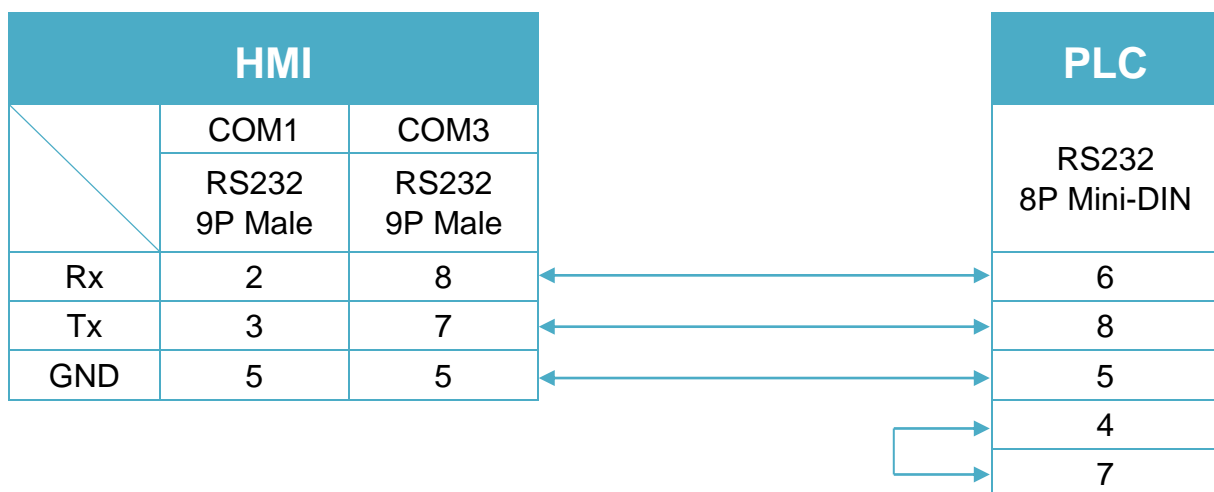 HMI PLC
COM1 COM3
RS232 RS232 RS232
9P Male 9P Male 8P Mini-DIN
Rx 2 8 6
Tx 3 7 8
GND 5 5 5
4
7